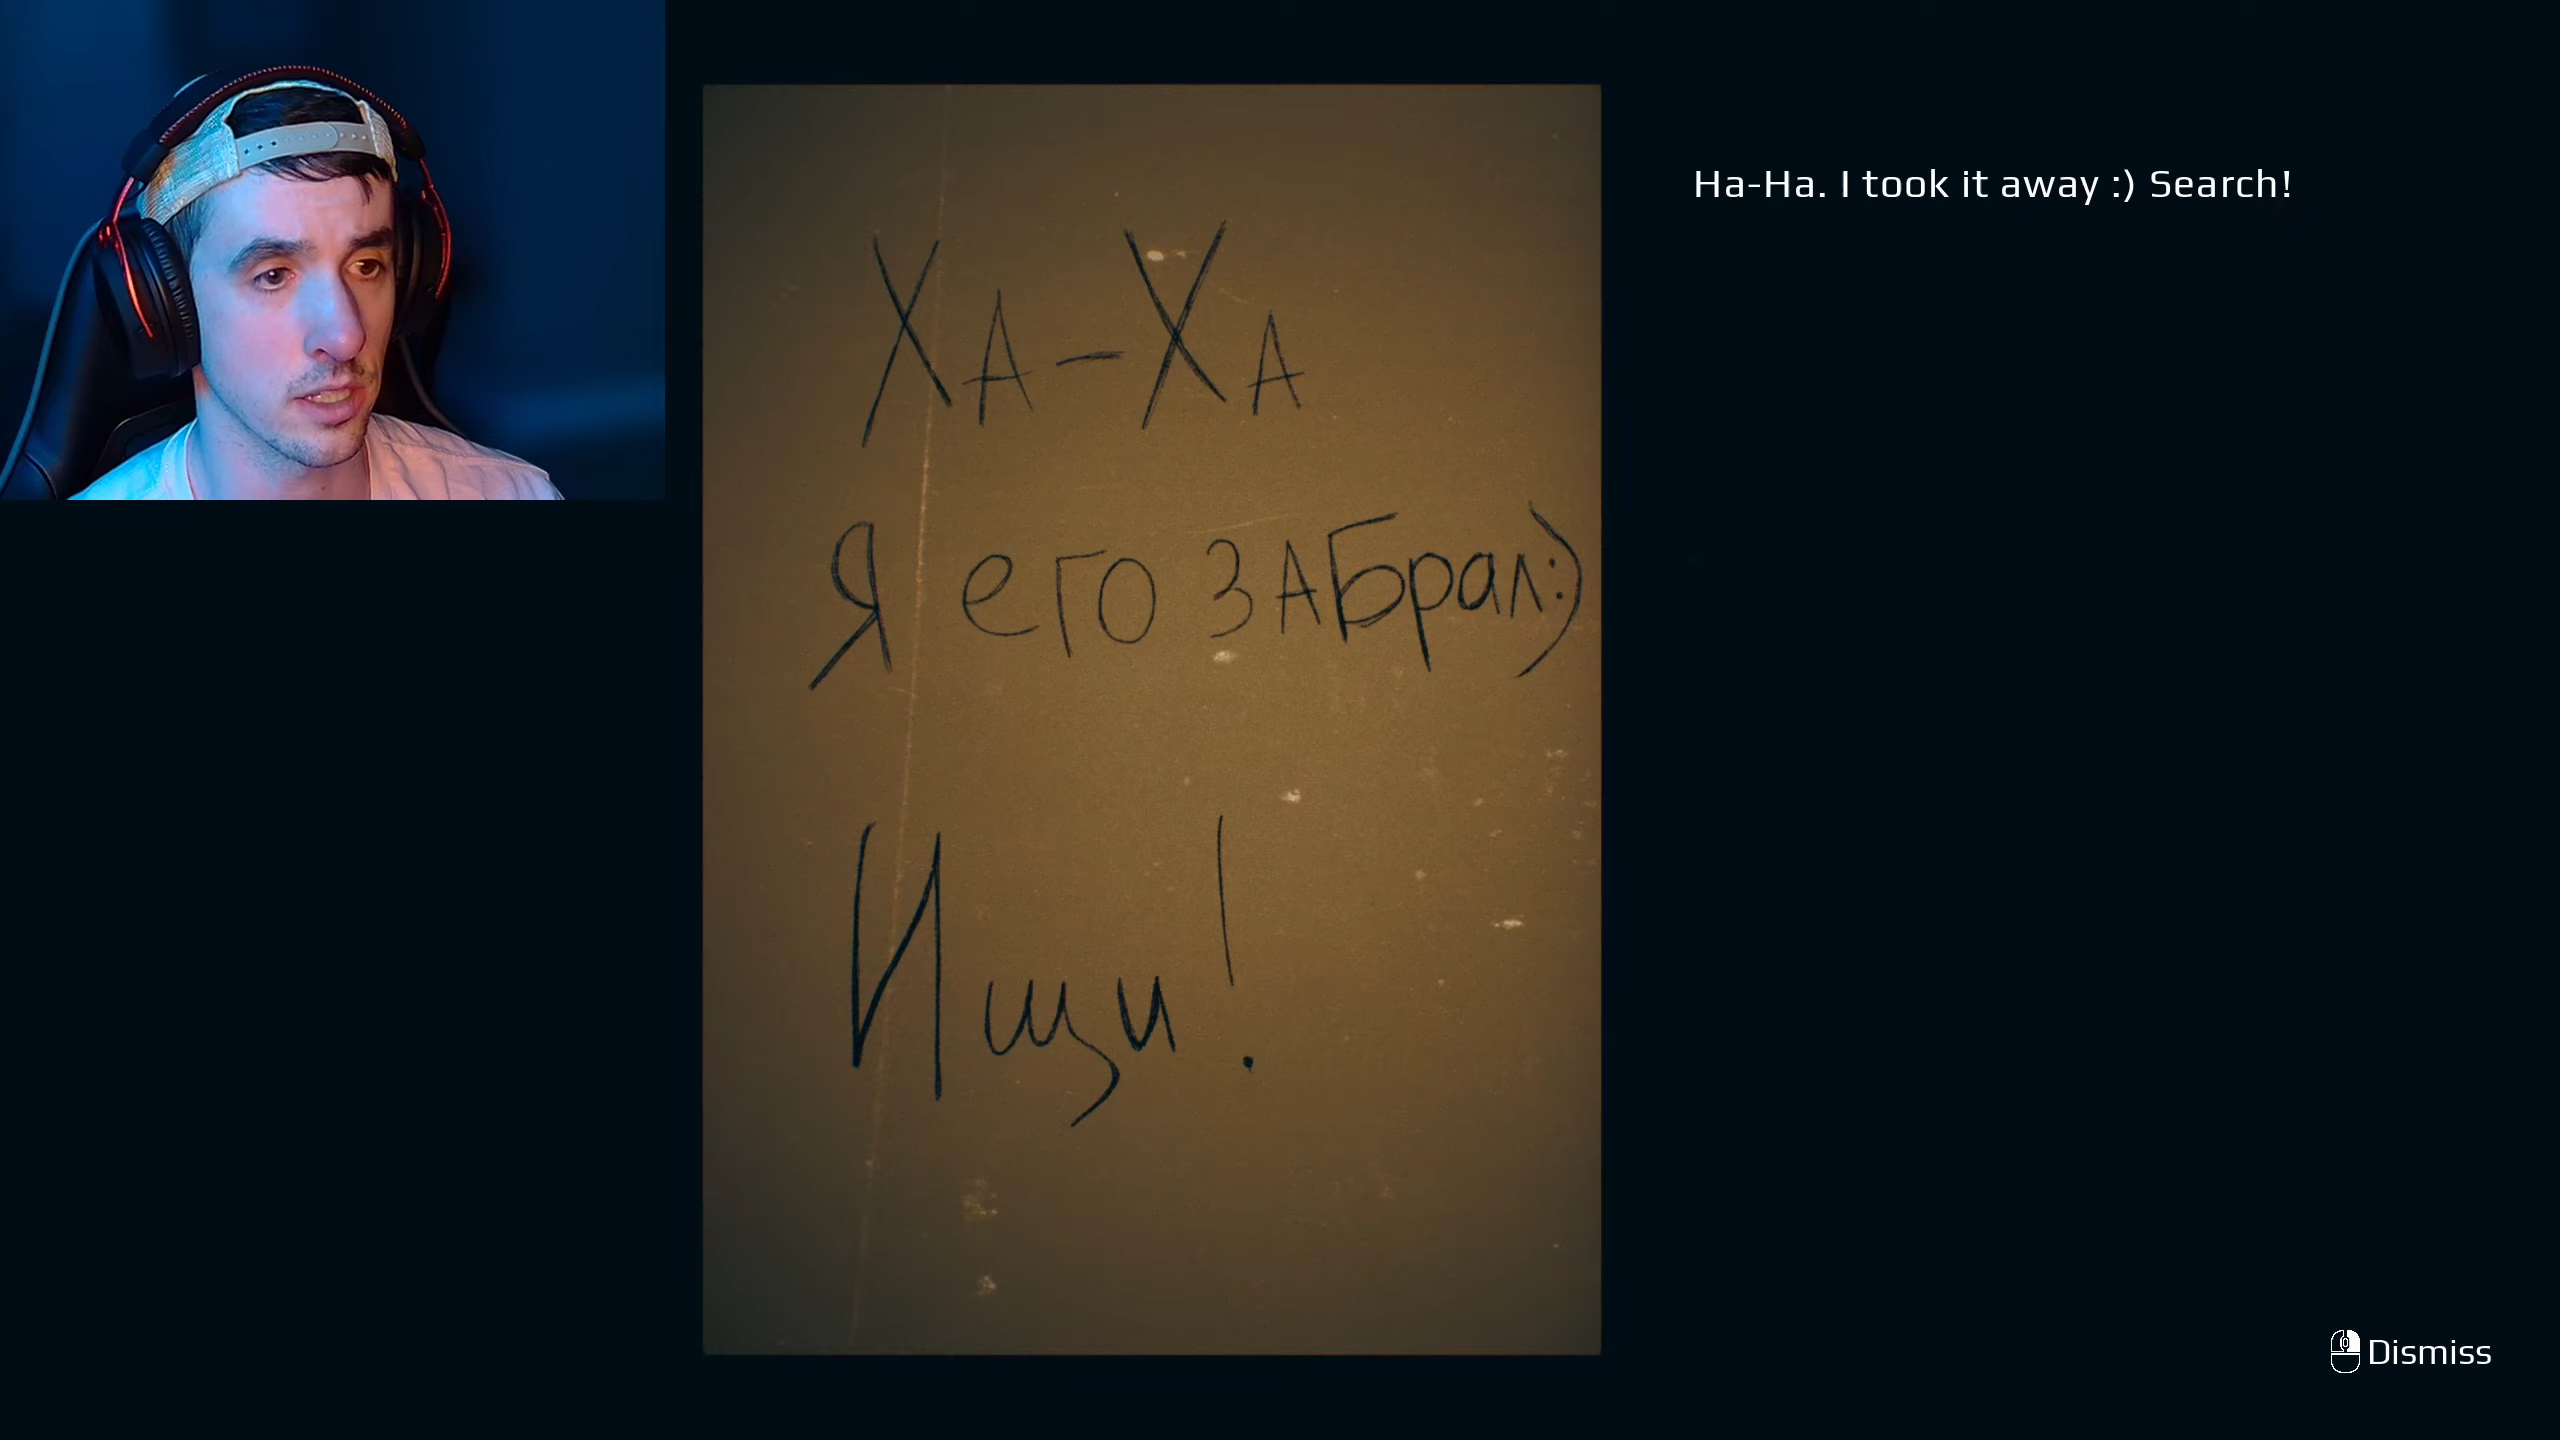 Ха-Ха
Я его забрал:)
Ищи!
Ha-Ha. I took it away :) Search!
Dismiss